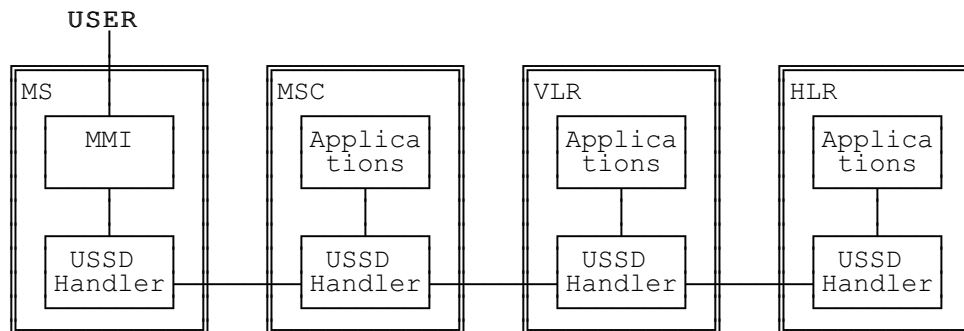 USER
MS
MSC
VLR
HLR
MMI
Applica
tions
Applica
tions
Applica
tions
USSD
Handler
USSD
Handler
USSD
Handler
USSD
Handler